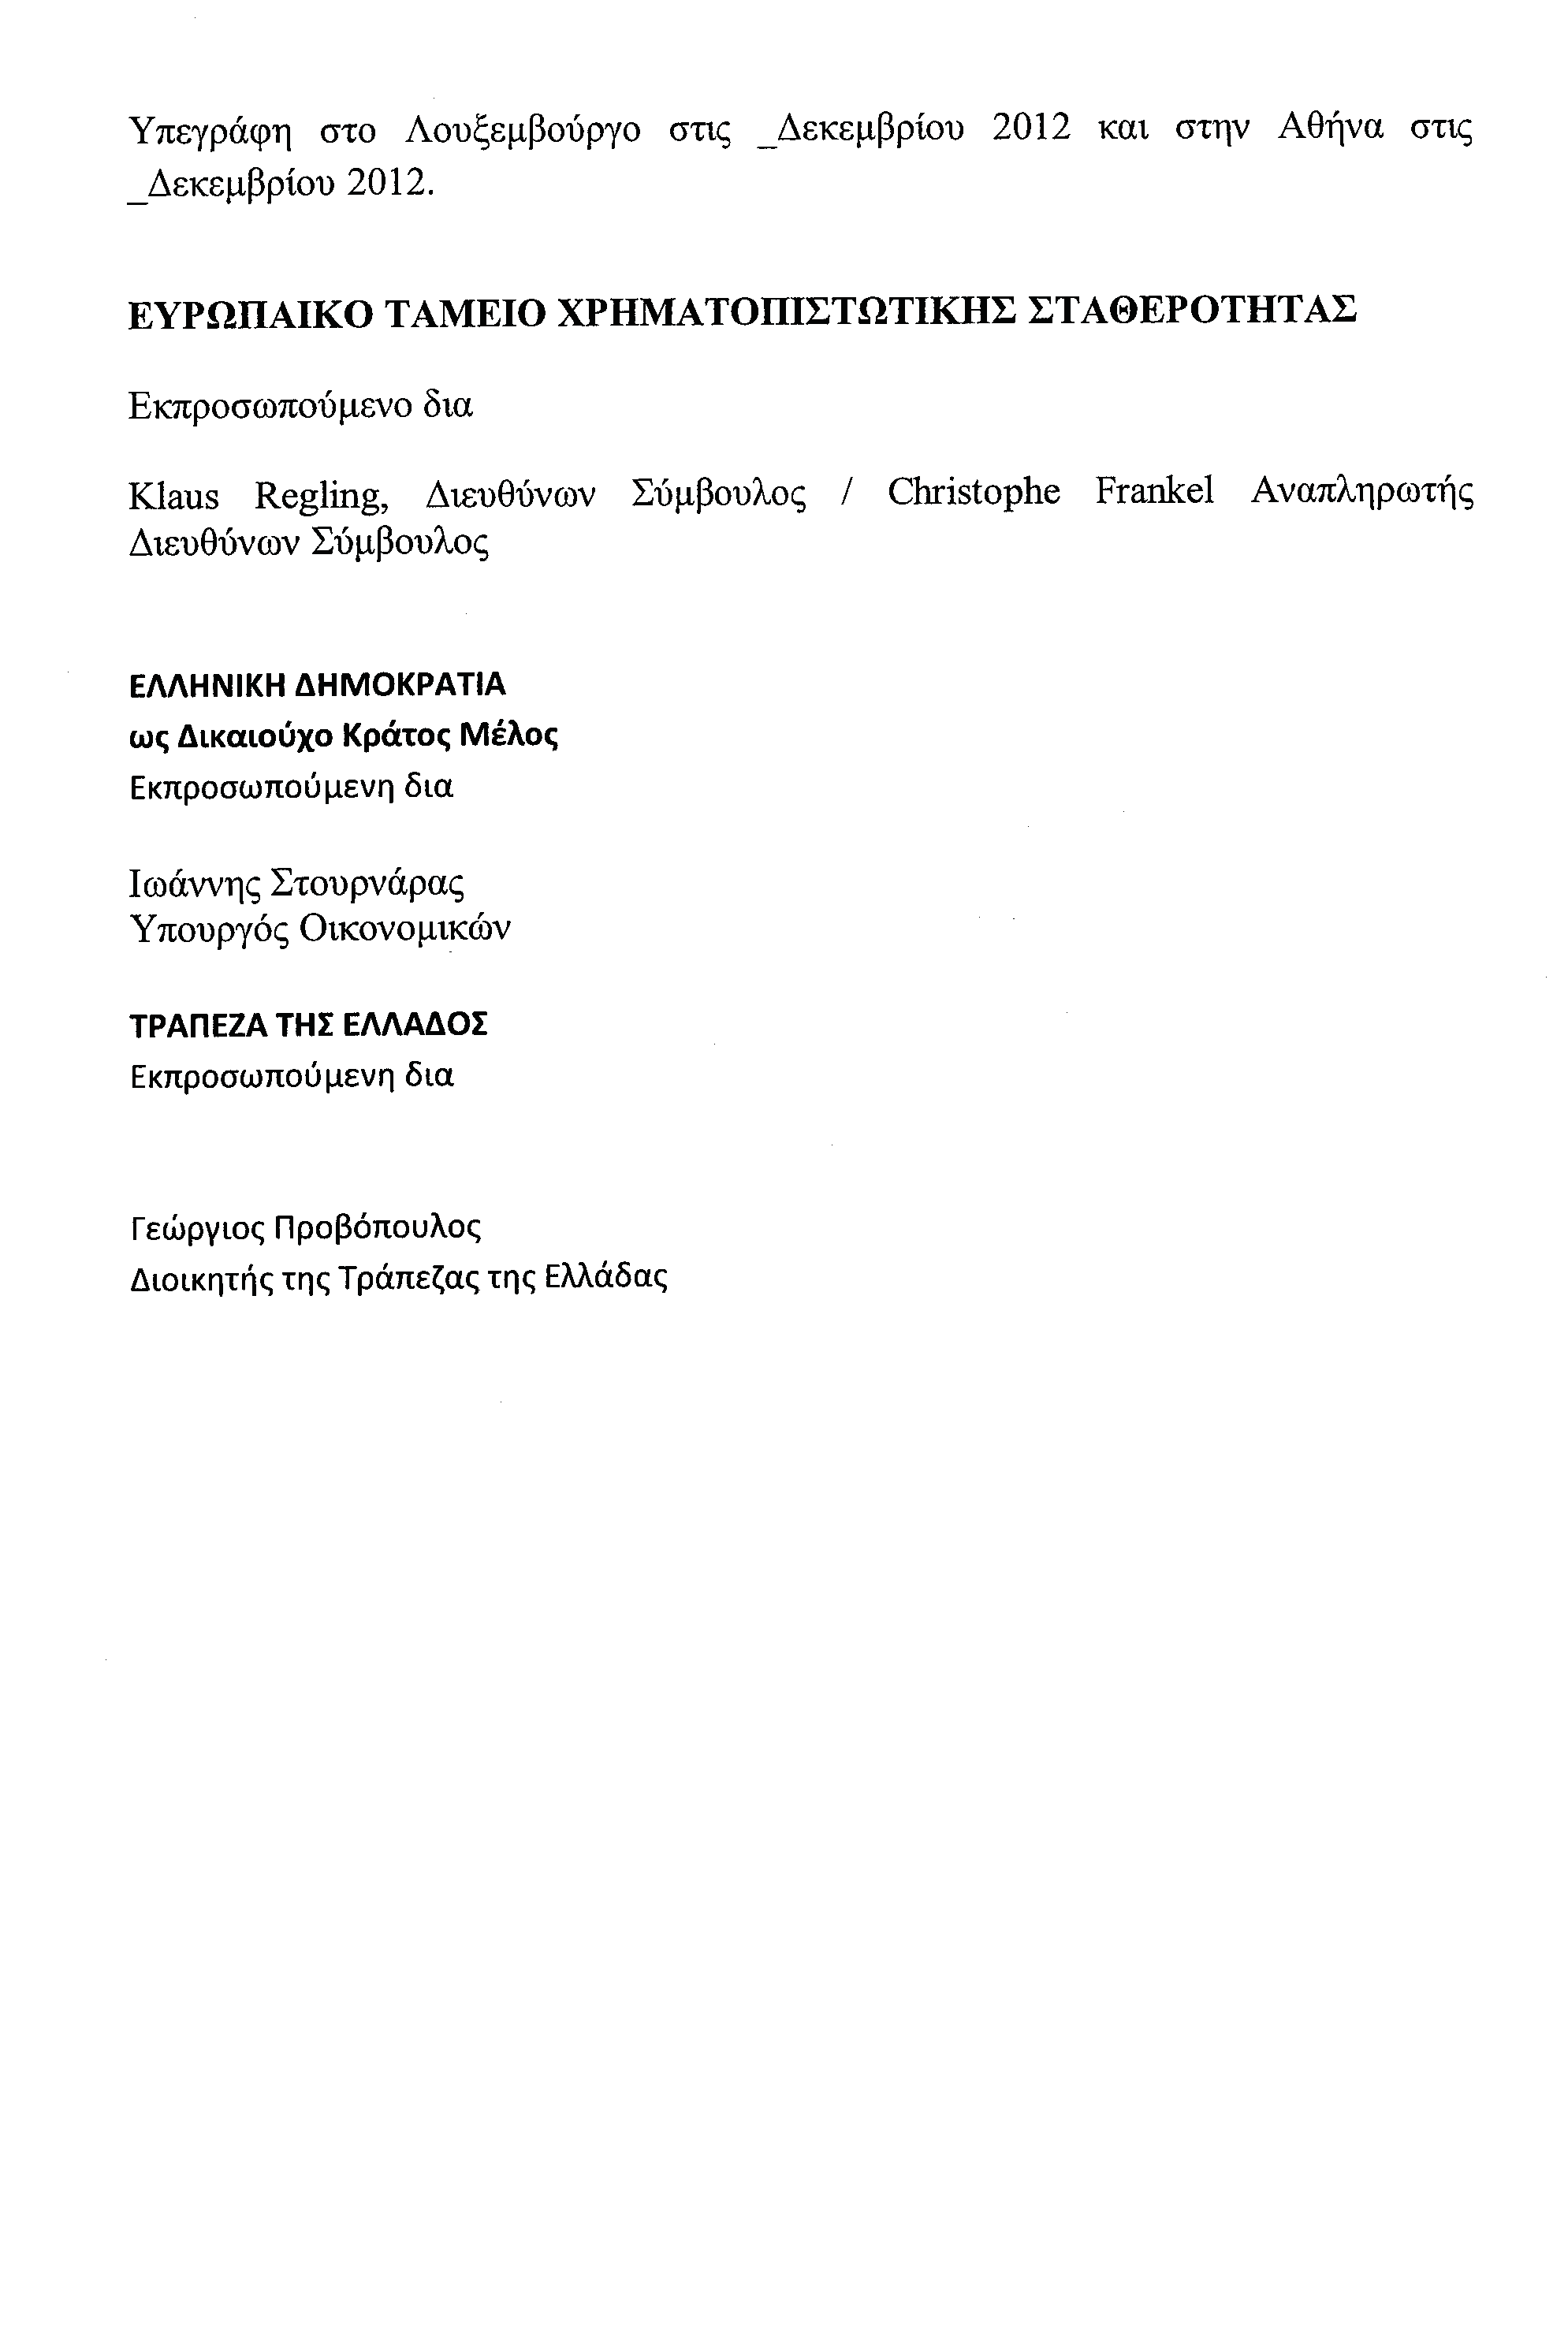 Υπεγράφη στο Λουξεμβούργο στις _Δεκεμβρίου 2012 και στην Αθήνα στις
_Δεκεμβρίου 2012.
ΕΥΡΩΠΑΙΚΟ ΤΑΜΕΙΟ ΧΡΗΜΑΤΟΠΙΣΤΩΤΙΚΗΣ ΣΤΑΘΕΡΟΤΗΤΑΣ
Εκπροσωπούμενο δια
Klaus Regling, Διευθύνων Σύμβουλος / Christophe Frankel Αναπληρωτής
Διευθύνων Σύμβουλος
ΕΛΛΗΝΙΚΗ ΔΗΜΟΚΡΑΤΙΑ
ως Δικαιούχο Κράτος Μέλος
Εκπροσωπούμενη δια
Ιωάννης Στουρνάρας
Υπουργός Οικονομικών
ΤΡΑΠΕΖΑ ΤΗΣ ΕΛΛΑΔΟΣ
Εκπροσωπούμενη δια
Γεώργιος Προβόπουλος
Διοικητής της Τράπεζας της Ελλάδας